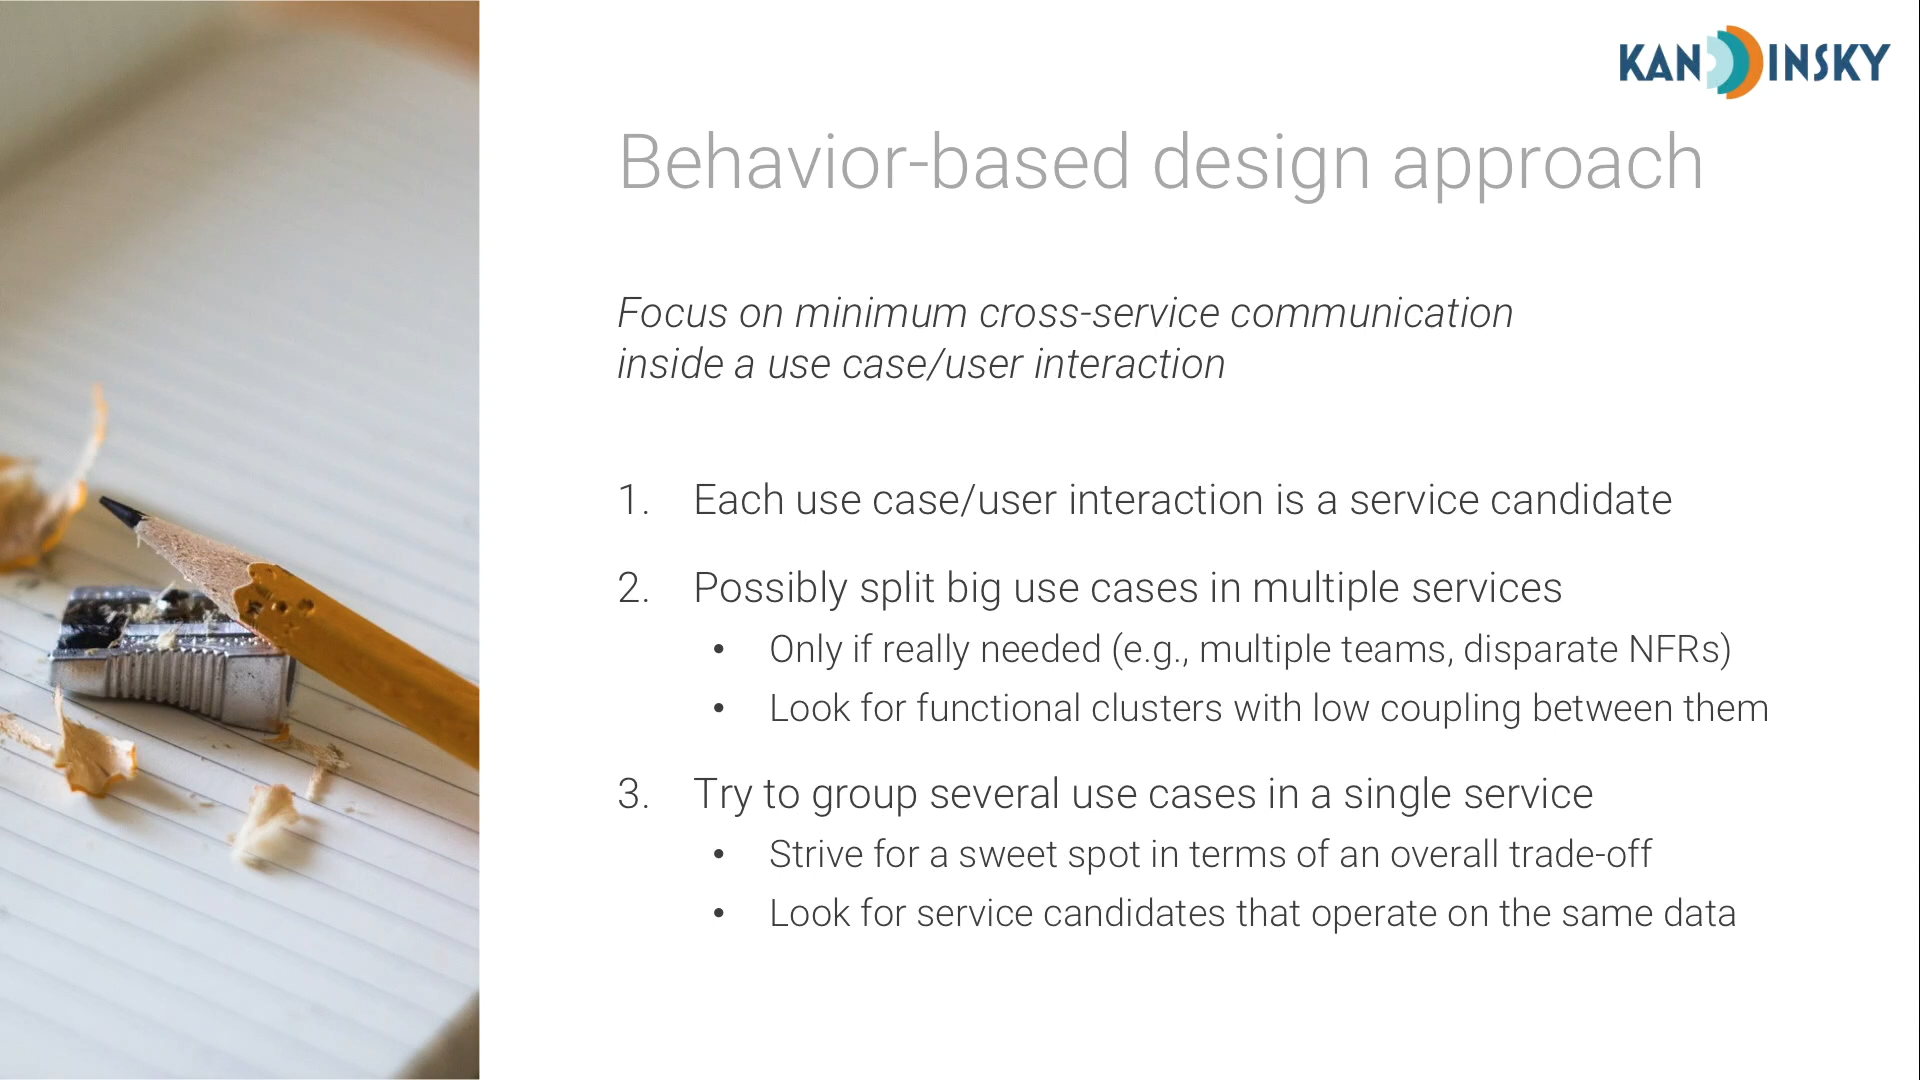 KANDINSKY
Behavior-based design approach
Focus on minimum cross-service communication
inside a use case/user interaction
1. Each use case/user interaction is a service candidate
2. Possibly split big use cases in multiple services
• Only if really needed (e.g., multiple teams, disparate NFRs)
• Look for functional clusters with low coupling between them
3. Try to group several use cases in a single service
• Strive for a sweet spot in terms of an overall trade-off
• Look for service candidates that operate on the same data